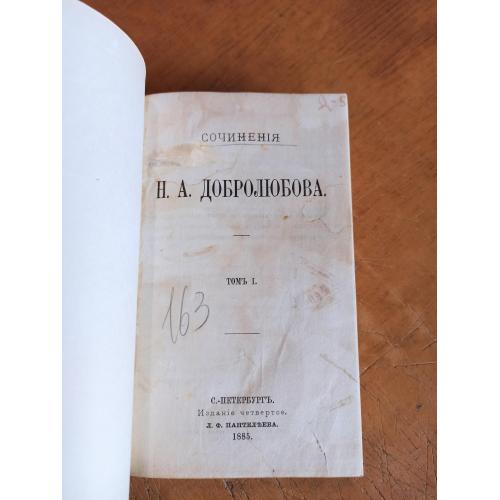 СОЧИНЕНІЯ
Н. А. ДОБРОЛЮБОВА.
ТОМЪ I.
163
С.-ПЕТЕРБУРГЪ.
Изданіе четвертое.
Л. Ф. ПАНТЕЛѢЕВА.
1885.